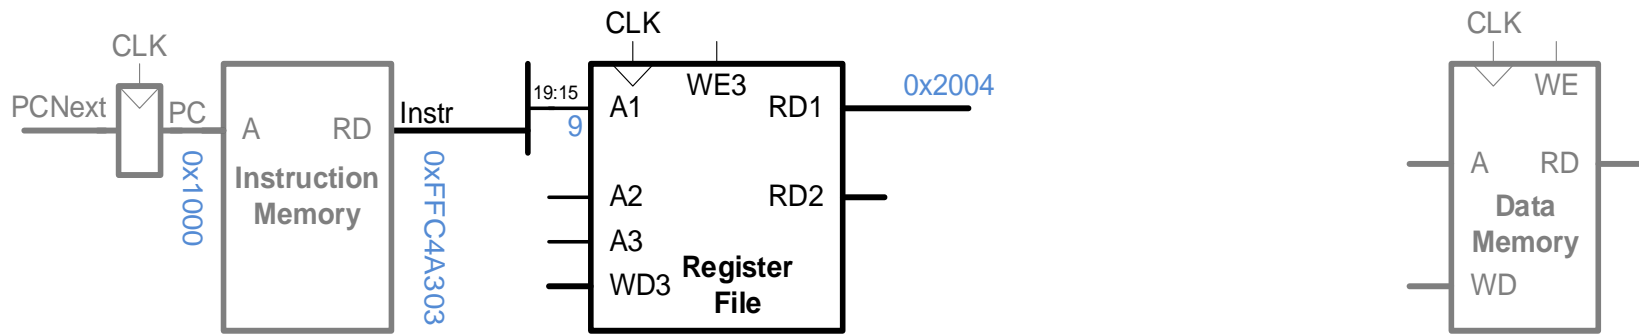 CLK
PCNext
PC
0x1000
A
RD
Instruction
Memory
Instr
0xFFC4A303
19:15
9
CLK
WE3
A1
RD1
0x2004
A2
RD2
A3
WD3
Register
File
CLK
WE
A
RD
Data
Memory
WD